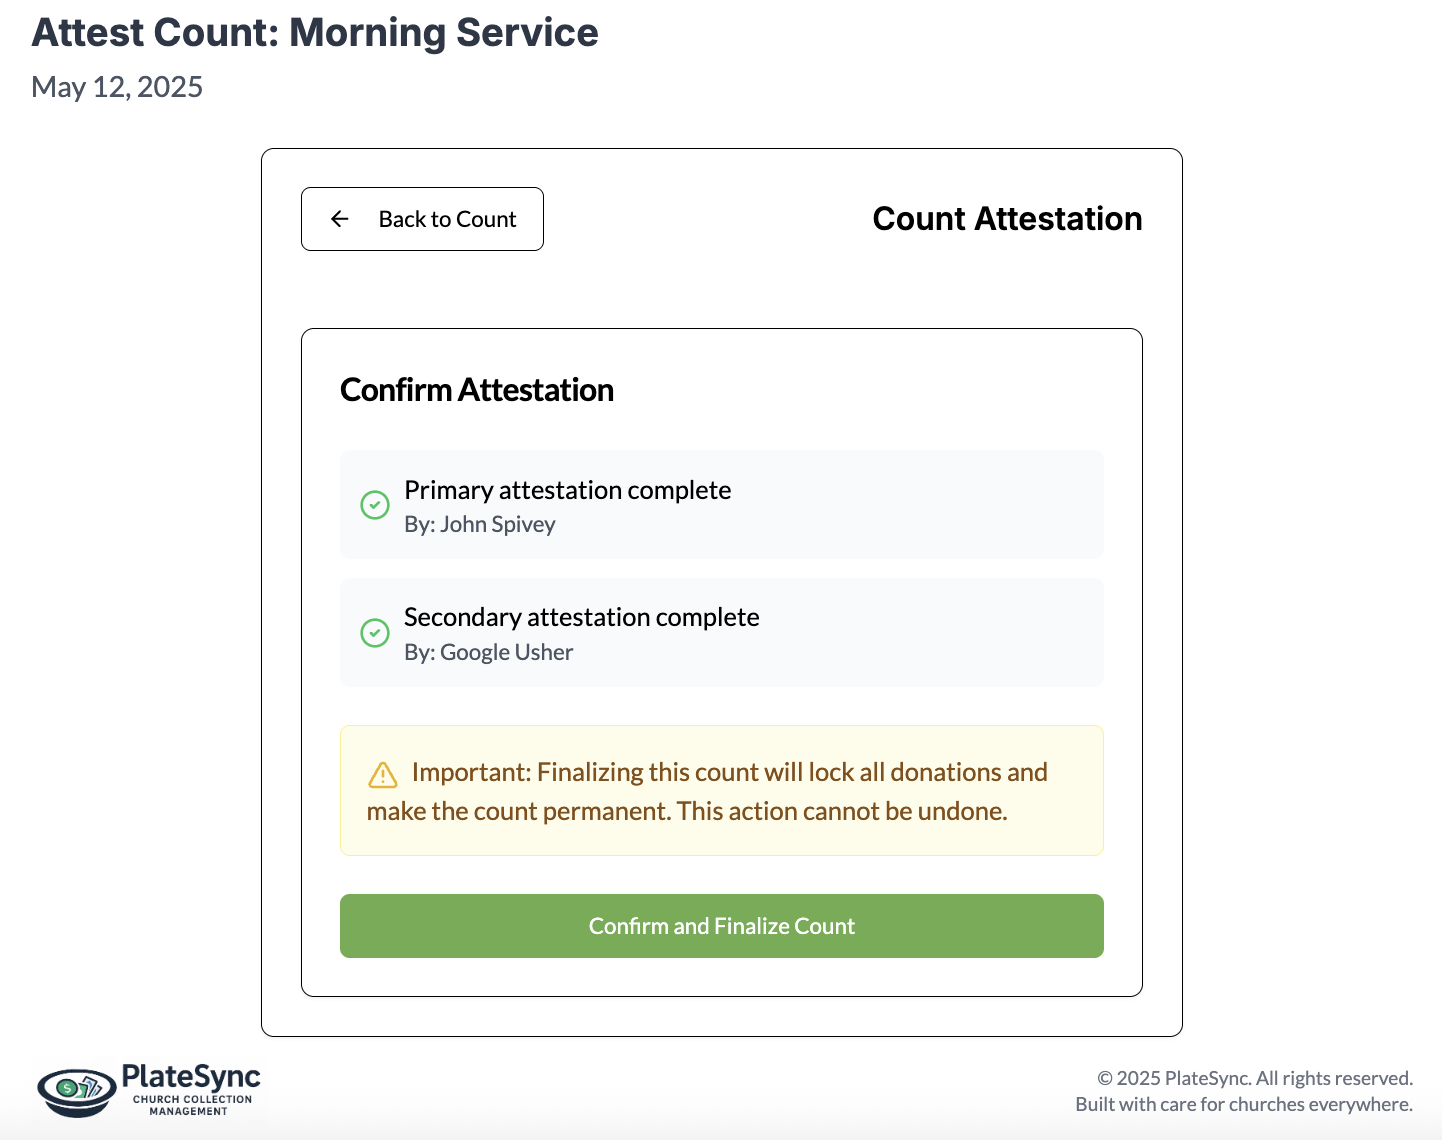 Attest Count: Morning Service
May 12, 2025
Back to Count
Count Attestation
Confirm Attestation
Primary attestation complete
By: John Spivey
Secondary attestation complete
By: Google Usher
Important: Finalizing this count will lock all donations and
make the count permanent. This action cannot be undone.
Confirm and Finalize Count
$
PlateSync
CHURCH COLLECTION
MANAGEMENT
© 2025 PlateSync. All rights reserved.
Built with care for churches everywhere.